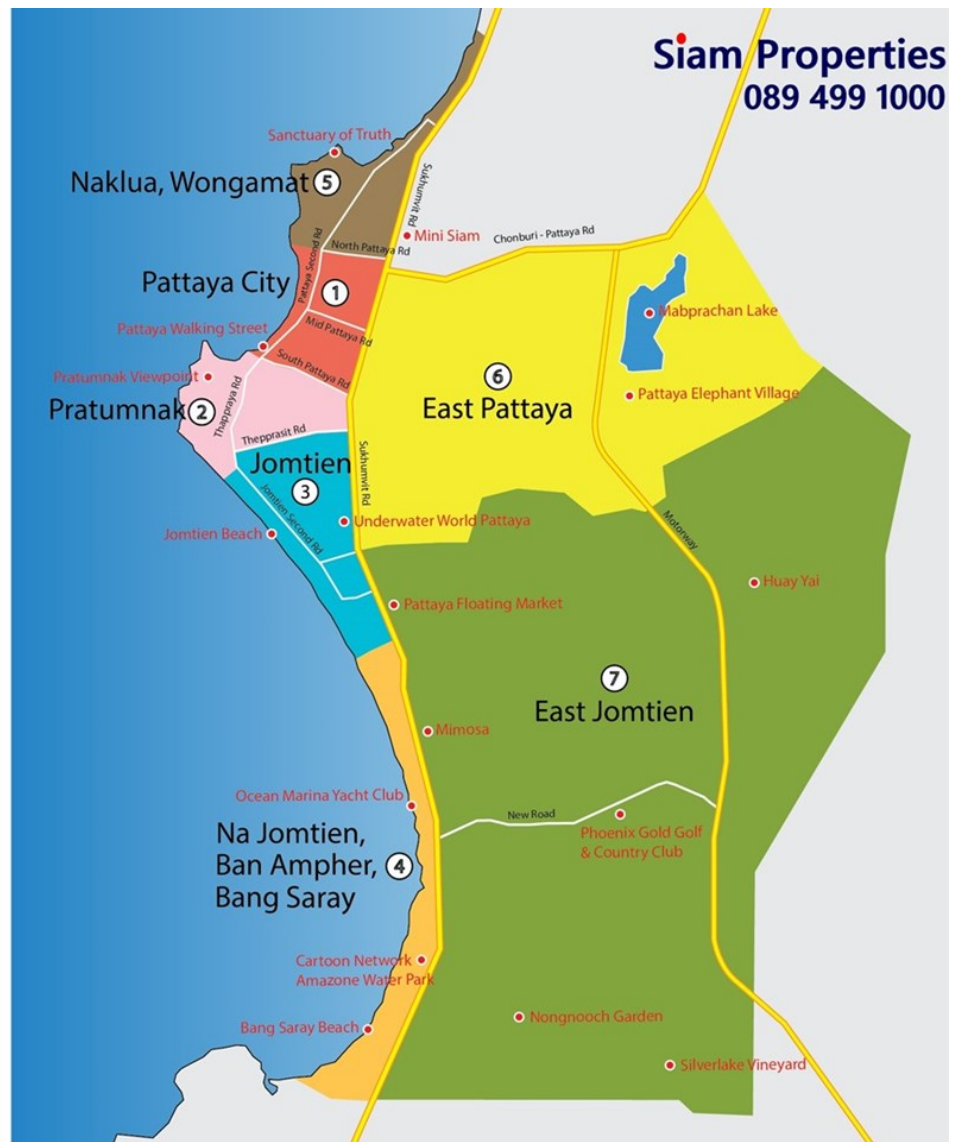 Siam Properties
089 499 1000
Sanctuary of Truth
Naklua, Wongamat 5
Sukhumvit Rd
Mini Siam
Chonburi - Pattaya Rd
North Pattaya Rd
Pattaya Second Rd
Pattaya City
1
Mabprachan Lake
Mid Pattaya Rd
Pattaya Walking Street
South Pattaya Rd
Pratumnak Viewpoint
Pratumnak 2
Thappraya Rd
6
East Pattaya
Pattaya Elephant Village
Thepprasit Rd
Jomtien
3
Sukhumvit Rd
Jomtien Second Rd
Underwater World Pattaya
Jomtien Beach
Motorway
Huay Yai
Pattaya Floating Market
7
East Jomtien
Mimosa
Ocean Marina Yacht Club
New Road
Phoenix Gold Golf
& Country Club
Na Jomtien,
Ban Ampher, 4
Bang Saray
Cartoon Network
Amazone Water Park
Bang Saray Beach
Nongnooch Garden
Silverlake Vineyard